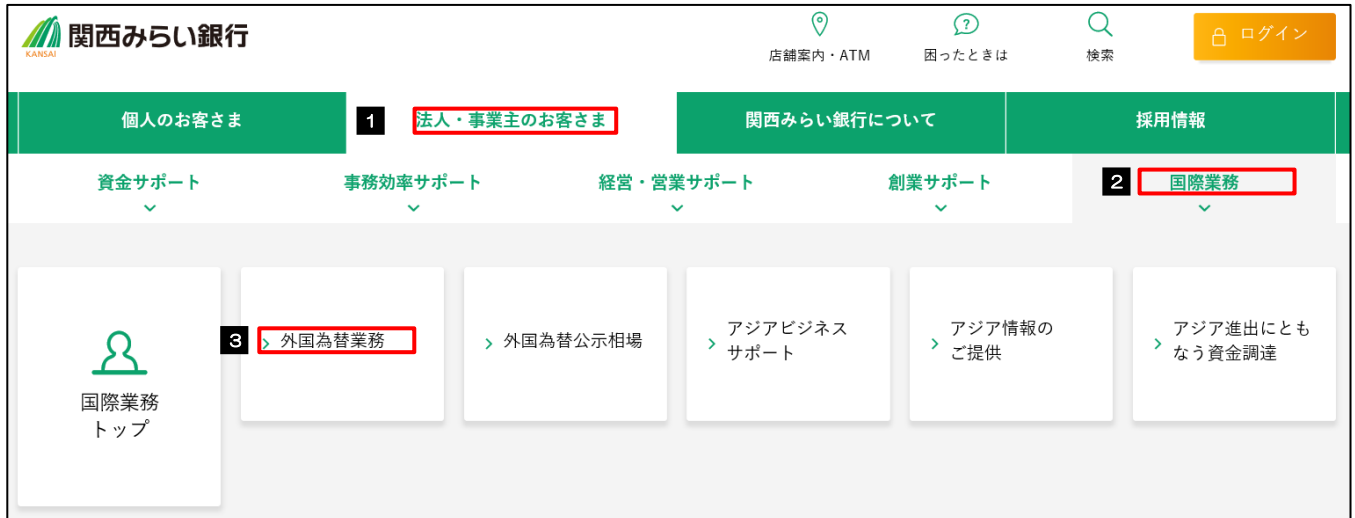 関西みらい銀行
KANSAI
店舗案内・ATM
困ったときは
検索
ログイン
個人のお客さま
1 法人・事業主のお客さま
関西みらい銀行について
採用情報
資金サポート
事務効率サポート
経営・営業サポート
創業サポート
2 国際業務
国際業務
トップ
3 外国為替業務
外国為替公示相場
アジアビジネス
サポート
アジア情報の
ご提供
アジア進出にとも
なう資金調達